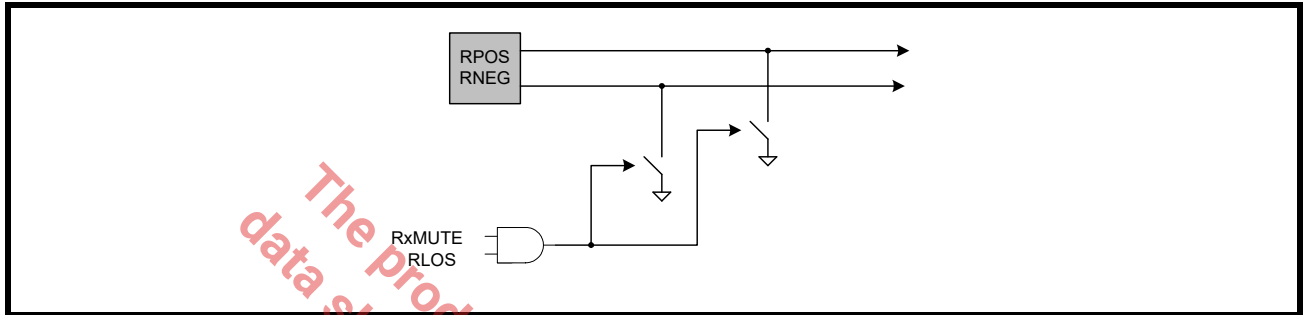 RPOS
RNEG
RxMUTE
RLOS
The prod
data s